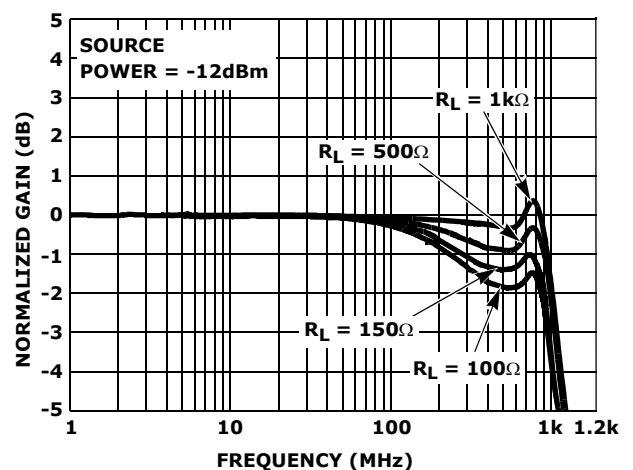 SOURCE
POWER = -12dBm
R_L = 1kΩ
R_L = 500Ω
R_L = 150Ω
R_L = 100Ω
NORMALIZED GAIN (dB)
5
4
3
2
1
0
-1
-2
-3
-4
-5
1 10 100 1k 1.2k
FREQUENCY (MHz)